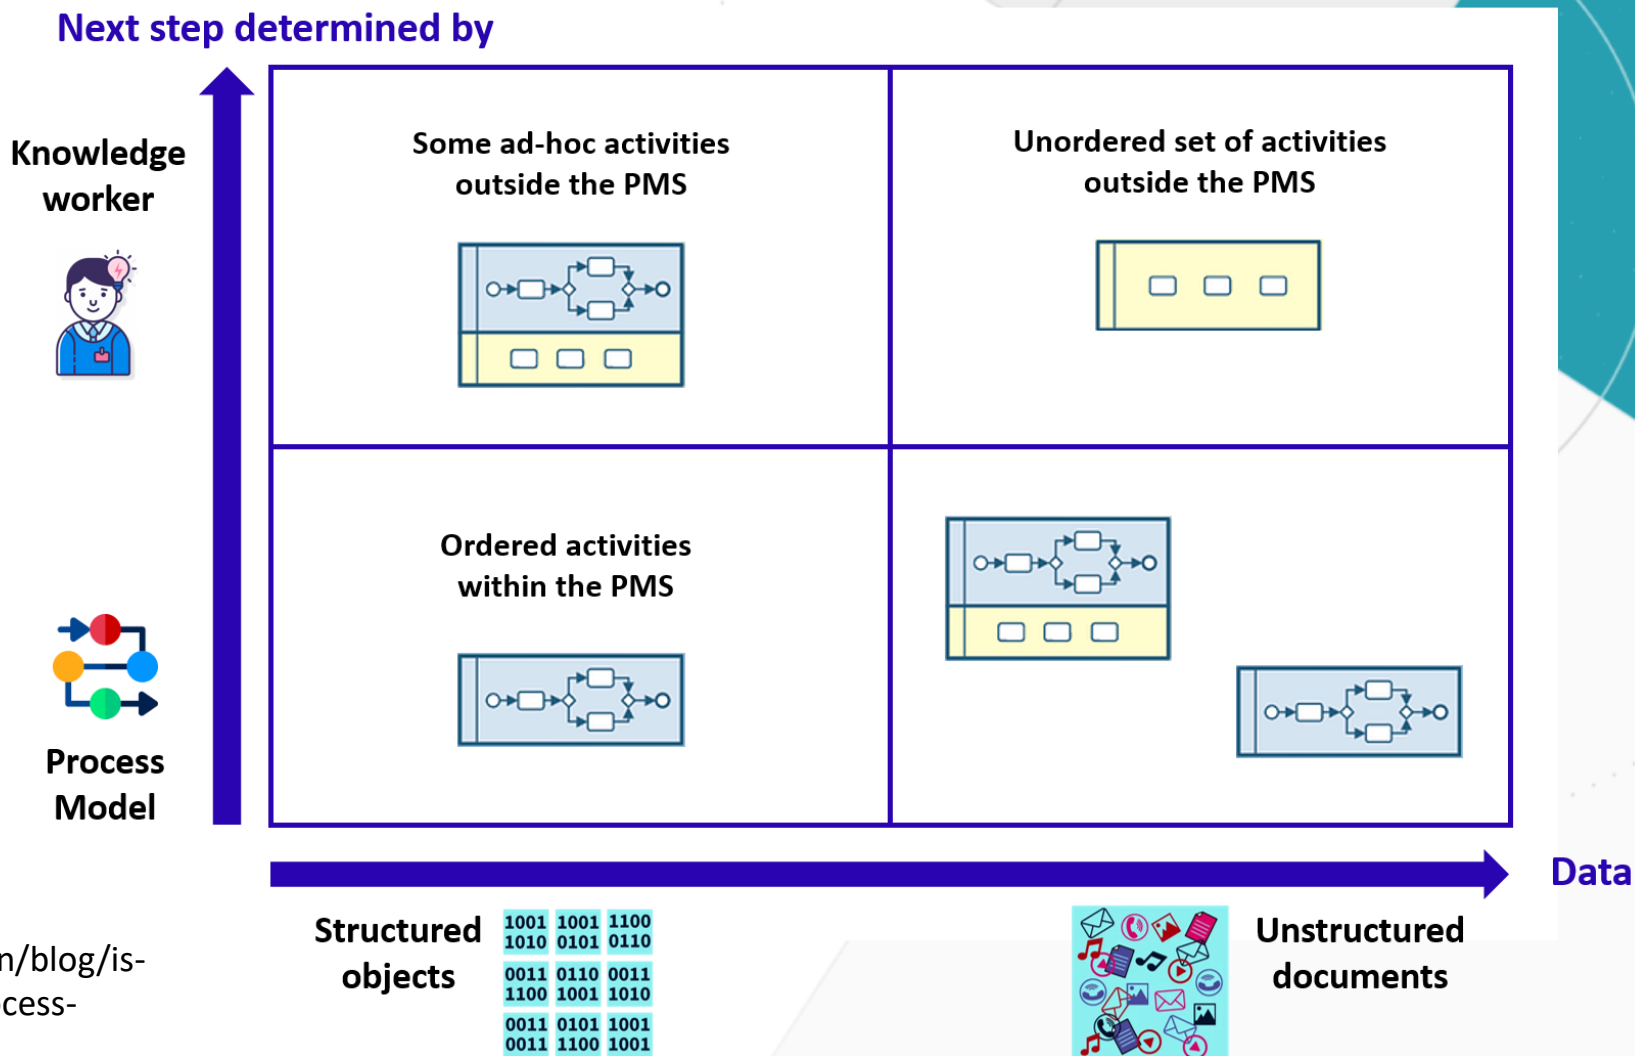 Next step determined by
Knowledge
worker
Some ad-hoc activities
outside the PMS
Unordered set of activities
outside the PMS
Ordered activities
within the PMS
Process
Model
Data
Structured
objects
1001 1001 1100
1010 0101 0110
0011 0110 0011
1100 1001 1010
0011 0101 1001
0011 1100 1001
Unstructured
documents
n/blog/is-
cess-